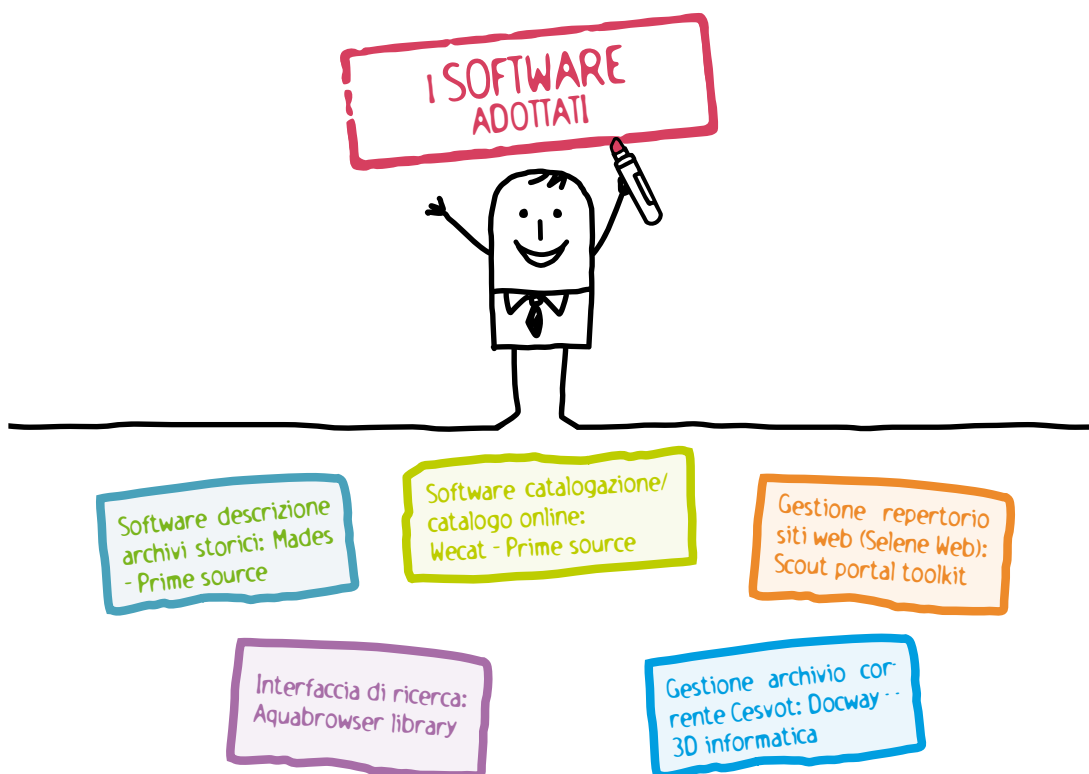 I SOFTWARE
ADOTTATI
Software descrizione
archivi storici: Mades
- Prime source
Software catalogazione/
catalogo online:
Wecat - Prime source
Gestione repertorio
siti web (Selene Web):
Scout portal toolkit
Interfaccia di ricerca:
Aquabrowser library
Gestione archivio cor-
rente Cesvot: Docway --
3D informatica